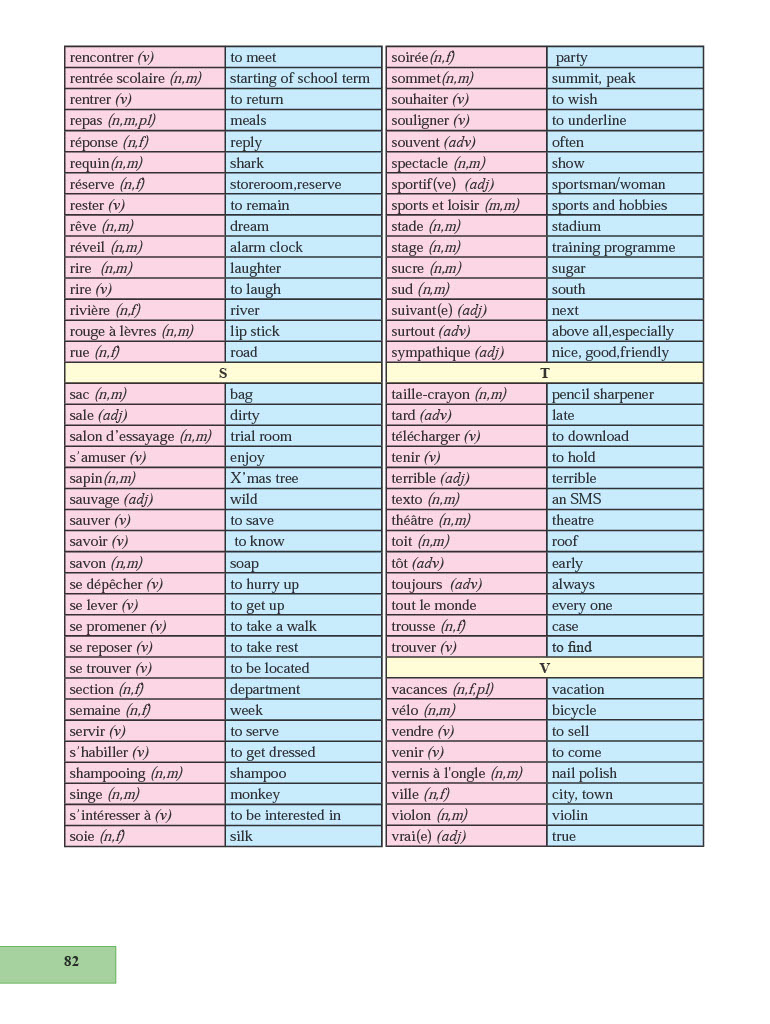 rencontrer (v) to meet
rentrée scolaire (n,m) starting of school term
rentrer (v) to return
repas (n,m,pl) meals
réponse (n,f) reply
requin(n,m) shark
réserve (n,f) storeroom,reserve
rester (v) to remain
rêve (n,m) dream
réveil (n,m) alarm clock
rire (n,m) laughter
rire (v) to laugh
rivière (n,f) river
rouge à lèvres (n,m) lip stick
rue (n,f) road
S
sac (n,m) bag
sale (adj) dirty
salon d'essayage (n,m) trial room
s'amuser (v) enjoy
sapin(n,m) X'mas tree
sauvage (adj) wild
sauver (v) to save
savoir (v) to know
savon (n,m) soap
se dépêcher (v) to hurry up
se lever (v) to get up
se promener (v) to take a walk
se reposer (v) to take rest
se trouver (v) to be located
section (n,f) department
semaine (n,f) week
servir (v) to serve
s'habiller (v) to get dressed
shampooing (n,m) shampoo
singe (n,m) monkey
s'intéresser à (v) to be interested in
soie (n,f) silk
soirée(n,f) party
sommet(n,m) summit, peak
souhaiter (v) to wish
souligner (v) to underline
souvent (adv) often
spectacle (n,m) show
sportif(ve) (adj) sportsman/woman
sports et loisir (m,m) sports and hobbies
stade (n,m) stadium
stage (n,m) training programme
sucre (n,m) sugar
sud (n,m) south
suivant(e) (adj) next
surtout (adv) above all,especially
sympathique (adj) nice, good,friendly
T
taille-crayon (n,m) pencil sharpener
tard (adv) late
télécharger (v) to download
tenir (v) to hold
terrible (adj) terrible
texto (n,m) an SMS
théâtre (n,m) theatre
toit (n,m) roof
tôt (adv) early
toujours (adv) always
tout le monde every one
trousse (n,f) case
trouver (v) to find
V
vacances (n,f,pl) vacation
vélo (n,m) bicycle
vendre (v) to sell
venir (v) to come
vernis à l'ongle (n,m) nail polish
ville (n,f) city, town
violon (n,m) violin
vrai(e) (adj) true
82